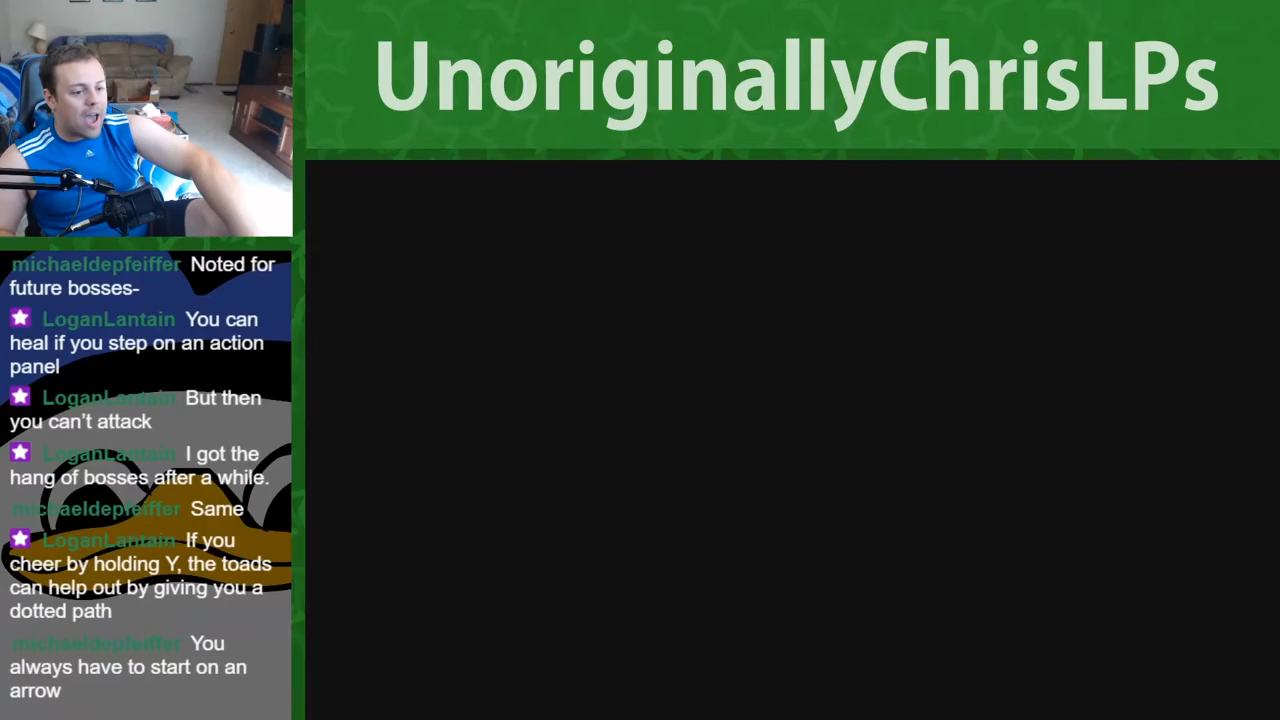 UnoriginallyChrisLPs
michaeldepfeiffer Noted for
future bosses-
LoganLantain You can
heal if you step on an action
panel
LoganLantain But then
you can't attack
LoganLantain I got the
hang of bosses after a while.
michaeldepfeiffer Same
LoganLantain If you
cheer by holding Y, the toads
can help out by giving you a
dotted path
michaeldepfeiffer You
always have to start on an
arrow